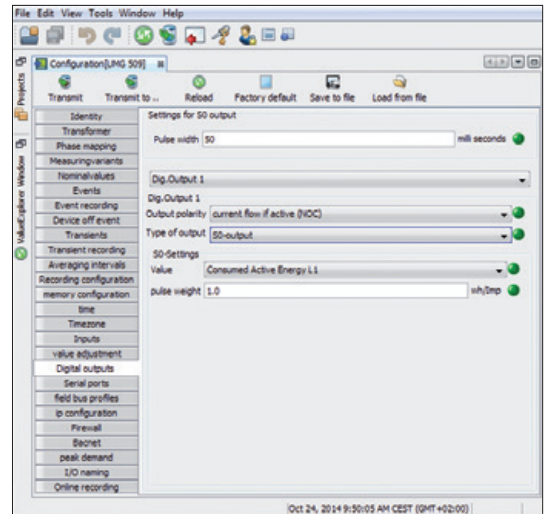 File Edit View Tools Window Help
Configuration[UMG 509]
Transmit Transmit to .. Reload Factory default Save to file Load from file
Projects
ValueExplorer Window
Identity
Transformer
Phase mapping
Measuringvariants
Nominalvalues
Events
Event recording
Device off event
Transients
Transient recording
Averaging intervals
Recording configuration
memory configuration
time
Timezone
Inputs
value adjustment
Digital outputs
Serial ports
field bus profiles
ip configuration
Firewall
Bacnet
peak demand
I/O naming
Online recording
Settings for S0 output
Pulse width 50 milli seconds
Dig.Output 1
Dig.Output 1
Output polarity current flow if active (NOC)
Type of output S0-output
S0-Settings
Value Consumed Active Energy L1
pulse weight 1.0 wh/Imp
Oct 24, 2014 9:50:05 AM CEST (GMT+02:00)